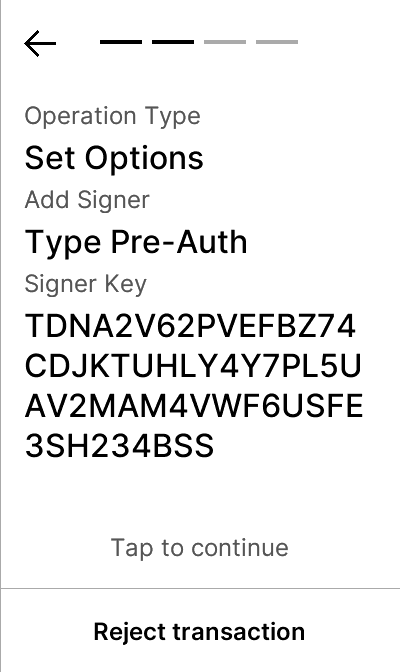 Operation Type
Set Options
Add Signer
Type Pre-Auth
Signer Key
TDNA2V62PVEFBZ74
CDJKTUHLY4Y7PL5U
AV2MAM4VWF6USFE
3SH234BSS
Tap to continue
Reject transaction